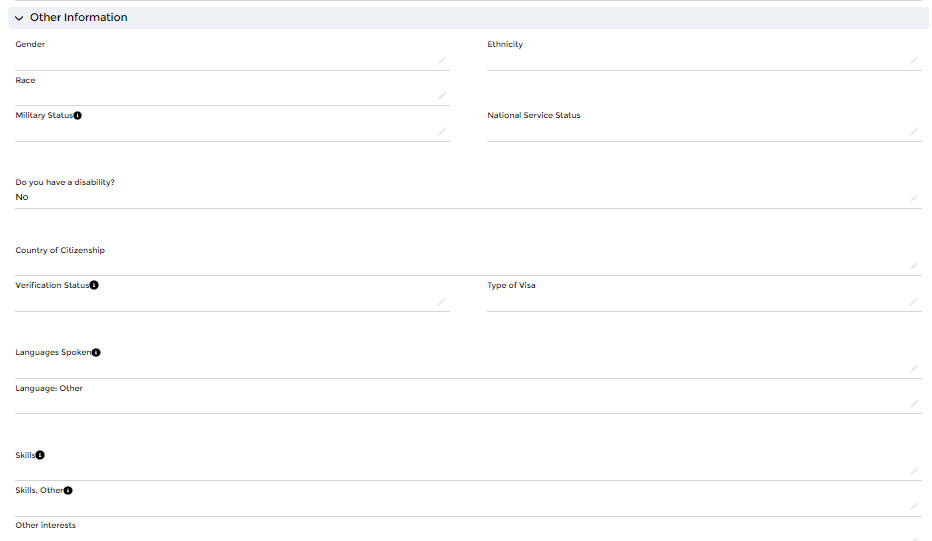 Other Information
Gender
Ethnicity
Race
Military Status
National Service Status
Do you have a disability?
No
Country of Citizenship
Verification Status
Type of Visa
Languages Spoken
Language: Other
Skills
Skills, Other
Other interests